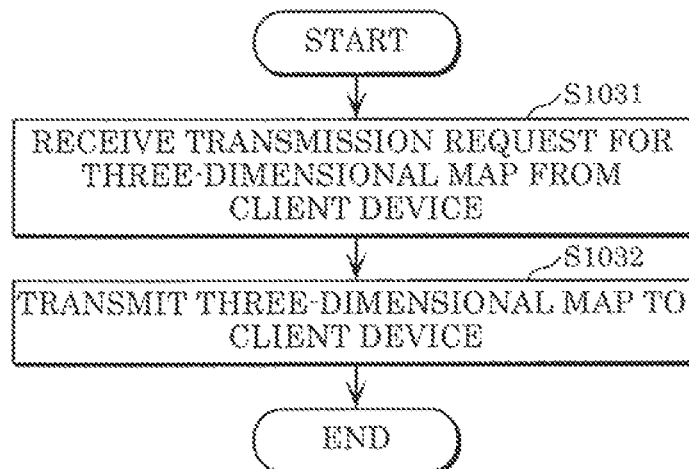 START
S1031
RECEIVE TRANSMISSION REQUEST FOR
THREE-DIMENSIONAL MAP FROM
CLIENT DEVICE
S1032
TRANSMIT THREE-DIMENSIONAL MAP TO
CLIENT DEVICE
END